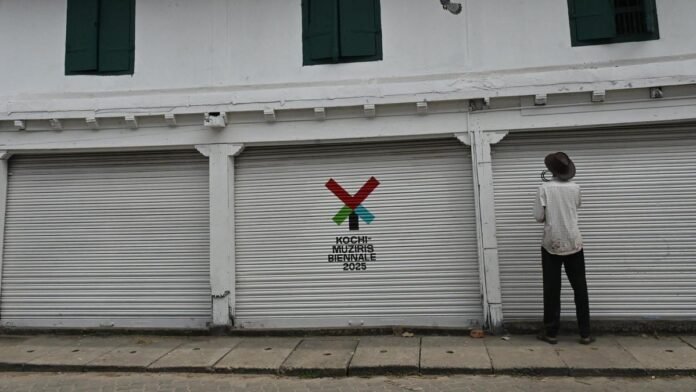 KOCHI-
MUZIRIS
BIENNALE
2025